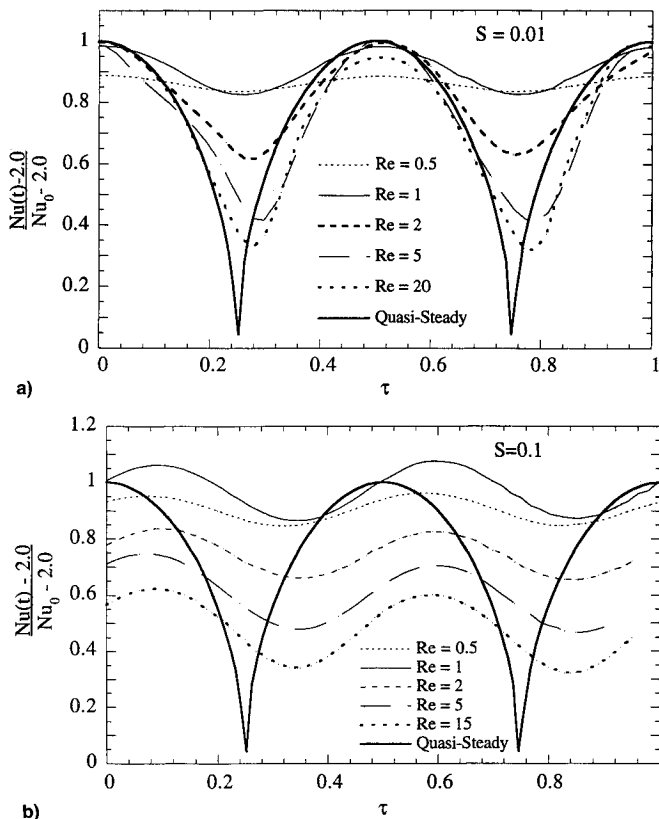 S = 0.01
1
0.8
0.6
0.4
0.2
0
Nu(t)-2.0
Nu₀ - 2.0
Re = 0.5
Re = 1
Re = 2
Re = 5
Re = 20
Quasi-Steady
0 0.2 0.4 0.6 0.8 1
τ
a)
1.2
1
0.8
0.6
0.4
0.2
0
S=0.1
Nu(t) - 2.0
Nu₀ - 2.0
Re = 0.5
Re = 1
Re = 2
Re = 5
Re = 15
Quasi-Steady
0 0.2 0.4 0.6 0.8 1
τ
b)